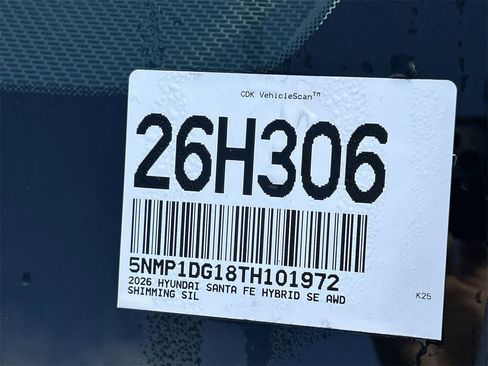 CDK VehicleScan™
26H306
5NMP1DG18TH101972
2026 HYUNDAI SANTA FE HYBRID SE AWD
SHIMMING SIL
K25